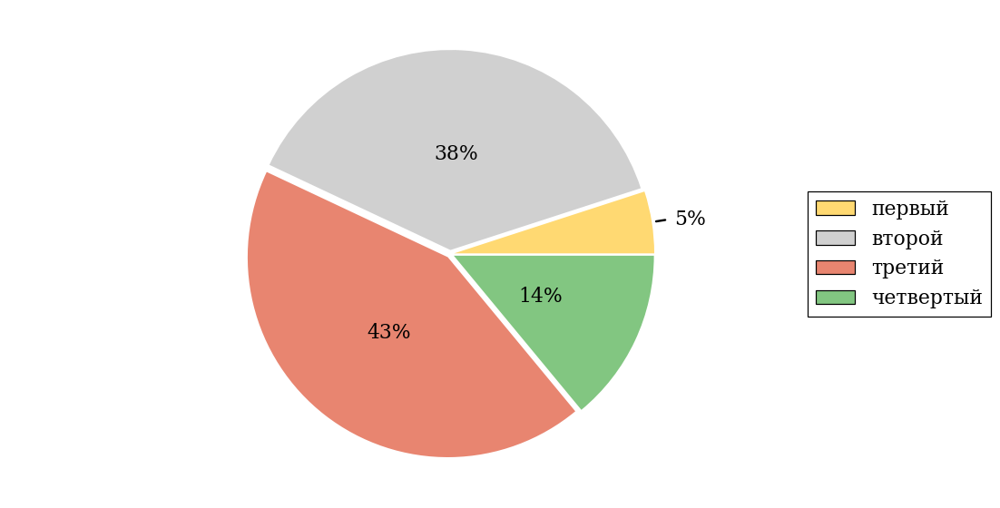 38%
5%
14%
43%
первый
второй
третий
четвертый